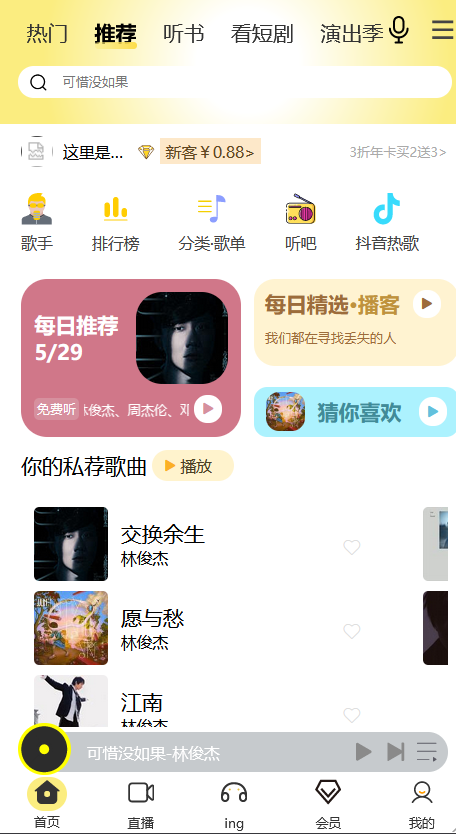 热门 推荐 听书 看短剧 演出季
可惜没如果
这里是... 新客￥0.88> 3折年卡买2送3>
歌手 排行榜 分类·歌单 听吧 抖音热歌
每日推荐
5/29
免费听 林俊杰、周杰伦、邓
每日精选·播客
我们都在寻找丢失的人
猜你喜欢
你的私荐歌曲 播放
交换余生
林俊杰
愿与愁
林俊杰
江南
林俊杰
可惜没如果-林俊杰
首页 直播 ing 会员 我的